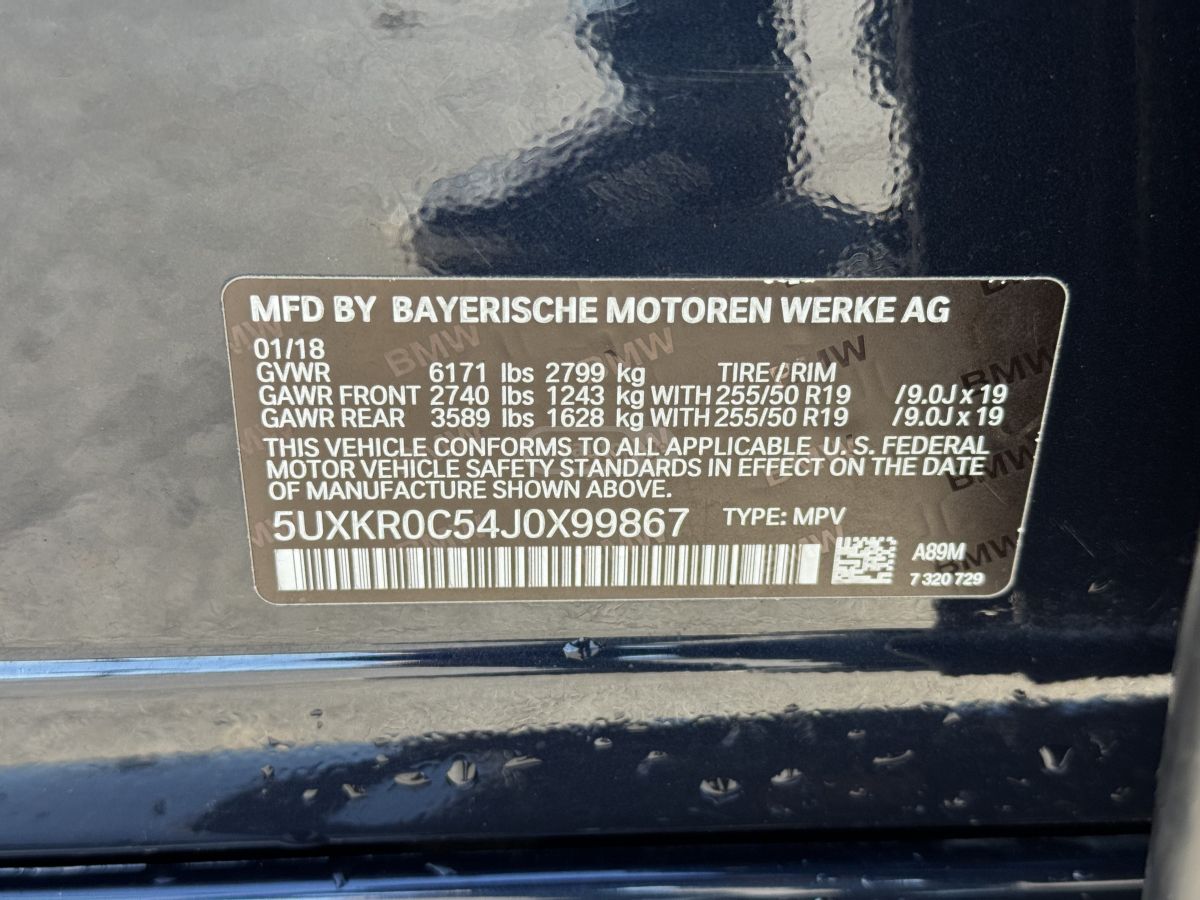 MFD BY BAYERISCHE MOTOREN WERKE AG
01/18
GVWR 6171 lbs 2799 kg TIRE/RIM
GAWR FRONT 2740 lbs 1243 kg WITH 255/50 R19 /9.0J x 19
GAWR REAR 3589 lbs 1628 kg WITH 255/50 R19 /9.0J x 19
THIS VEHICLE CONFORMS TO ALL APPLICABLE U.S. FEDERAL
MOTOR VEHICLE SAFETY STANDARDS IN EFFECT ON THE DATE
OF MANUFACTURE SHOWN ABOVE.
5UXKR0C54J0X99867 TYPE: MPV
A89M
7 320 729